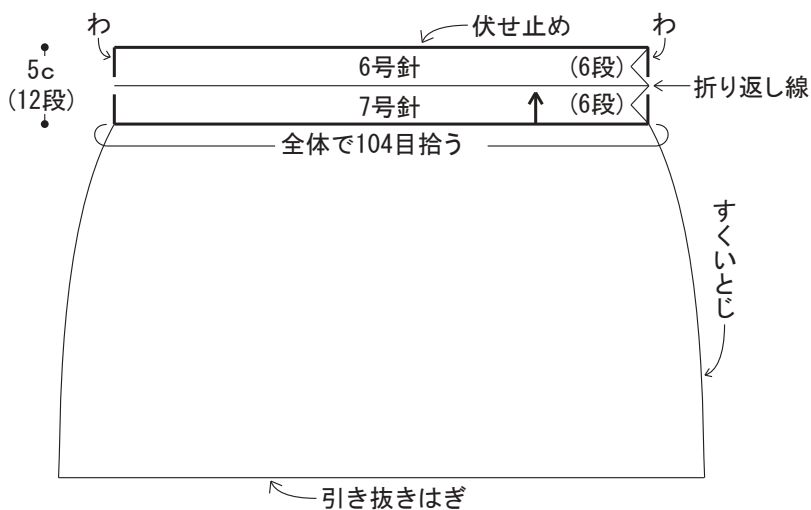 わ
伏せ止め
わ
5c
(12段)
6号針
(6段)
折り返し線
7号針
(6段)
全体で104目拾う
すくいとじ
引き抜きはぎ